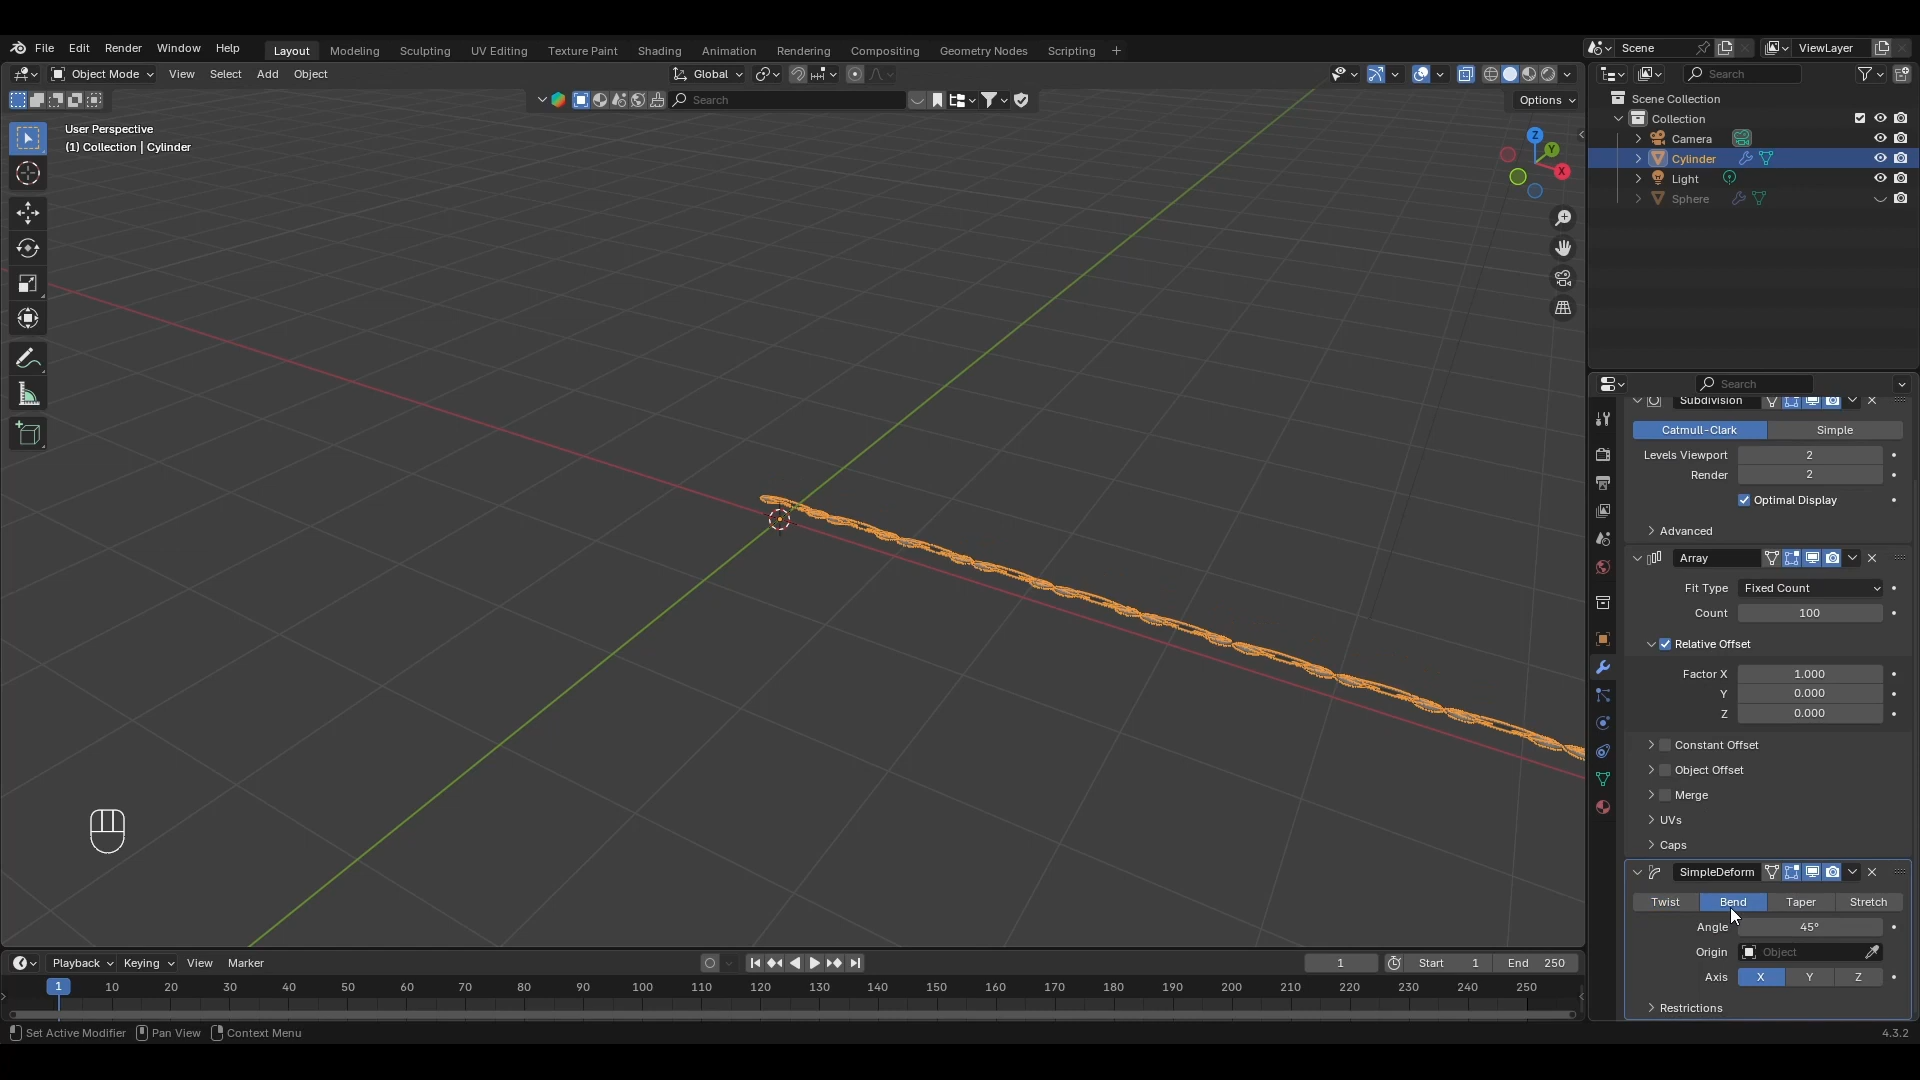 File Edit Render Window Help Layout Modeling Sculpting UV Editing Texture Paint Shading Animation Rendering Compositing Geometry Nodes Scripting + Scene ViewLayer
Object Mode View Select Add Object Global Search
Search Options
User Perspective
(1) Collection | Cylinder
Z
Y
X
Scene Collection
Collection
Camera
Cylinder
Light
Sphere
Search
Subdivision
Catmull-Clark Simple
Levels Viewport 2
Render 2
Optimal Display
Advanced
Array
Fit Type Fixed Count
Count 100
Relative Offset
Factor X 1.000
Y 0.000
Z 0.000
Constant Offset
Object Offset
Merge
UVs
Caps
SimpleDeform
Twist Bend Taper Stretch
Angle 45°
Origin Object
Axis X Y Z
Restrictions
Playback Keying View Marker 1 Start 1 End 250
1 10 20 30 40 50 60 70 80 90 100 110 120 130 140 150 160 170 180 190 200 210 220 230 240 250
Set Active Modifier Pan View Context Menu 4.3.2